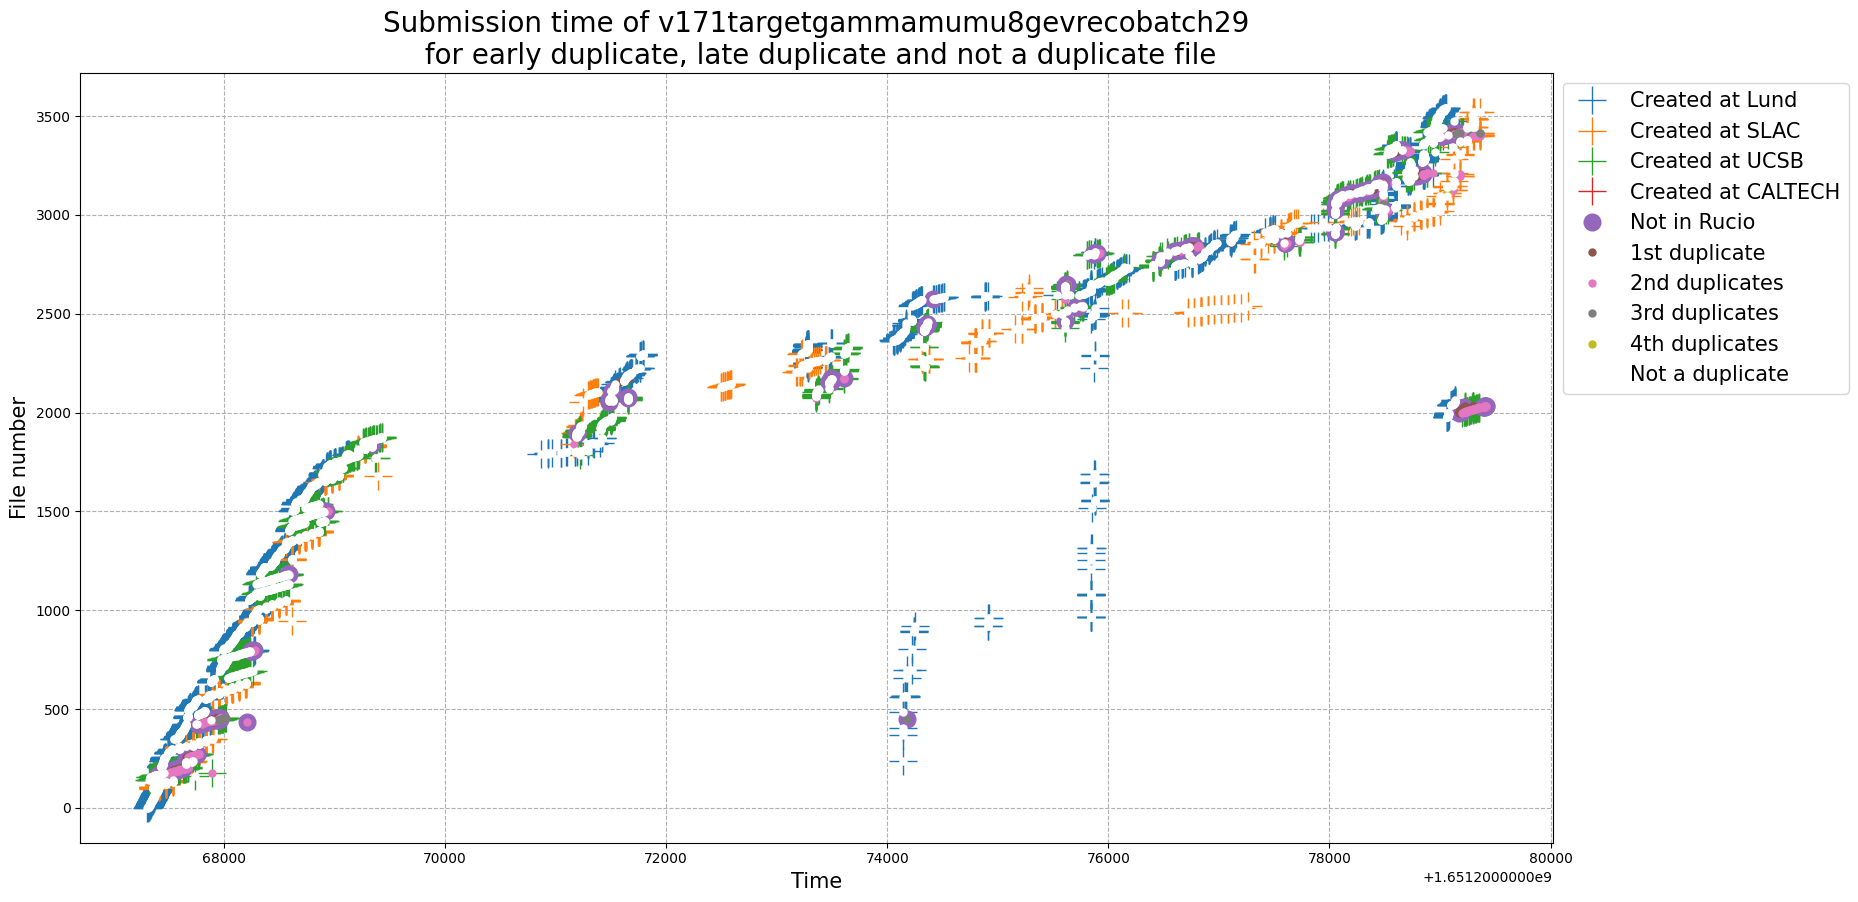 Submission time of v171targetgammamumu8gevrecobatch29
for early duplicate, late duplicate and not a duplicate file
File number
3500
3000
2500
2000
1500
1000
500
0
68000
70000
72000
74000
76000
78000
80000
+1.6512000000e9
Time
Created at Lund
Created at SLAC
Created at UCSB
Created at CALTECH
Not in Rucio
1st duplicate
2nd duplicates
3rd duplicates
4th duplicates
Not a duplicate